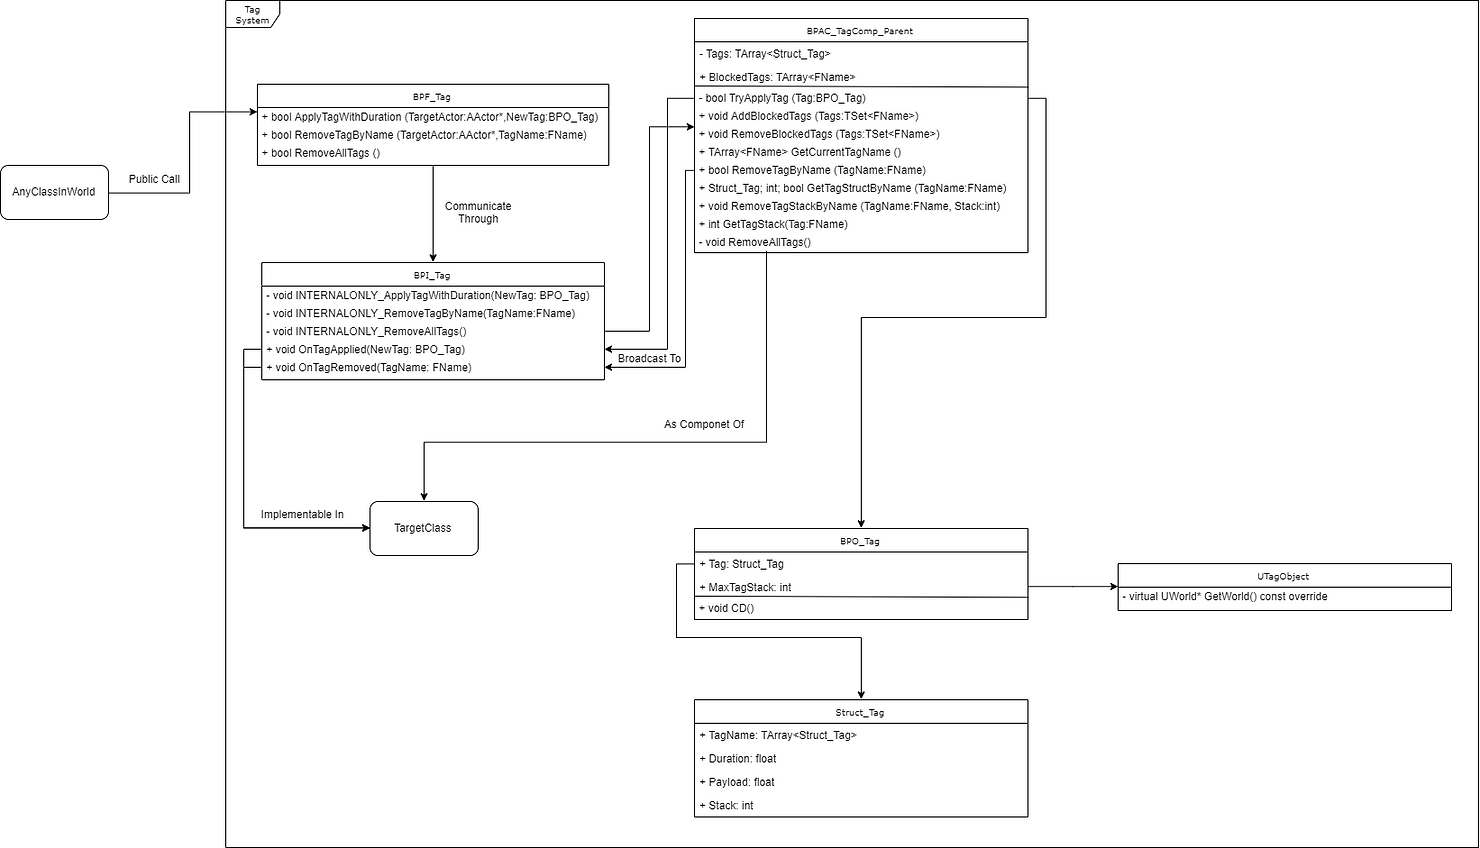 Tag
System
BPAC_TagComp_Parent
- Tags: TArray<Struct_Tag>
+ BlockedTags: TArray<FName>
- bool TryApplyTag (Tag:BPO_Tag)
+ void AddBlockedTags (Tags:TSet<FName>)
+ void RemoveBlockedTags (Tags:TSet<FName>)
+ TArray<FName> GetCurrentTagName ()
+ bool RemoveTagByName (TagName:FName)
+ Struct_Tag; int; bool GetTagStructByName (TagName:FName)
+ void RemoveTagStackByName (TagName:FName, Stack:int)
+ int GetTagStack(Tag:FName)
- void RemoveAllTags()
BPF_Tag
+ bool ApplyTagWithDuration (TargetActor:AActor*,NewTag:BPO_Tag)
+ bool RemoveTagByName (TargetActor:AActor*,TagName:FName)
+ bool RemoveAllTags ()
AnyClassInWorld
Public Call
Communicate
Through
BPI_Tag
- void INTERNALONLY_ApplyTagWithDuration(NewTag: BPO_Tag)
- void INTERNALONLY_RemoveTagByName(TagName:FName)
- void INTERNALONLY_RemoveAllTags()
+ void OnTagApplied(NewTag: BPO_Tag)
+ void OnTagRemoved(TagName: FName)
Broadcast To
As Componet Of
Implementable In
TargetClass
BPO_Tag
+ Tag: Struct_Tag
+ MaxTagStack: int
+ void CD()
UTagObject
- virtual UWorld* GetWorld() const override
Struct_Tag
+ TagName: TArray<Struct_Tag>
+ Duration: float
+ Payload: float
+ Stack: int